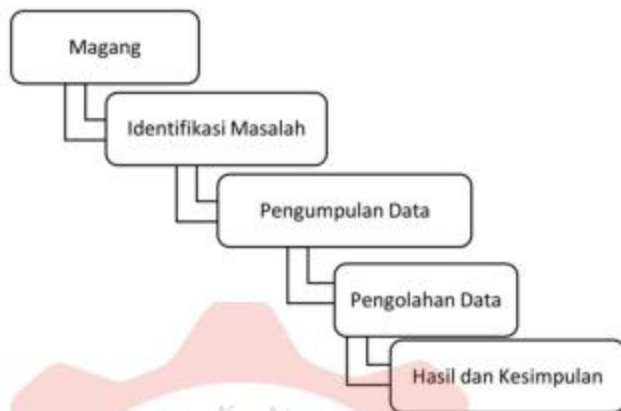 Magang
Identifikasi Masalah
Pengumpulan Data
Pengolahan Data
Hasil dan Kesimpulan